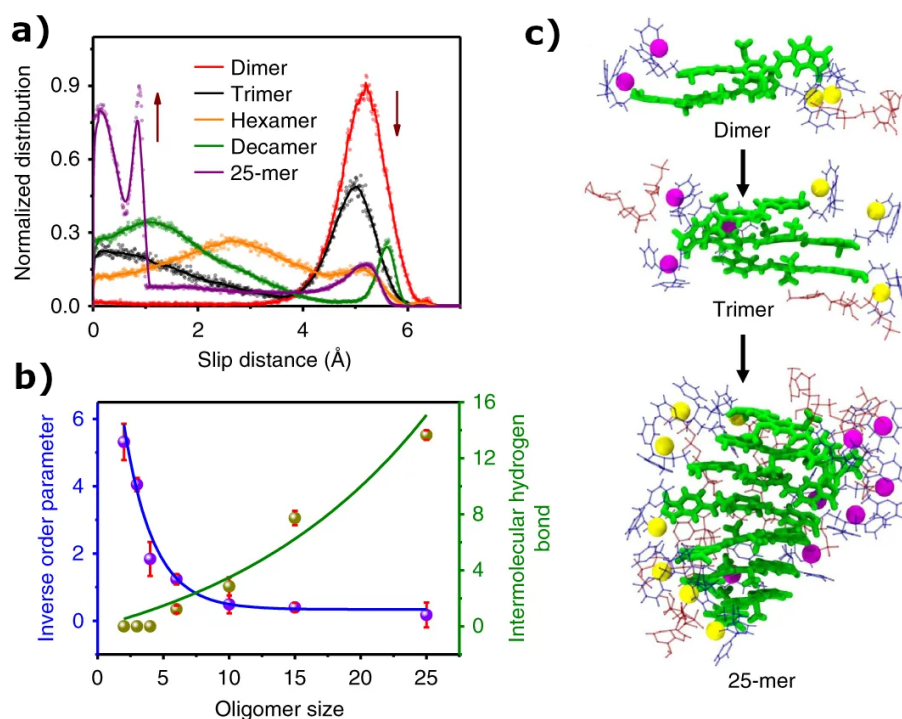 a)
Normalized distribution
0.9
0.6
0.3
0.0
Dimer
Trimer
Hexamer
Decamer
25-mer
0 2 4 6
Slip distance (Å)
b)
Inverse order parameter
6
4
2
0
16
12
8
4
0
Intermolecular hydrogen
bond
0 5 10 15 20 25
Oligomer size
c)
Dimer
Trimer
25-mer